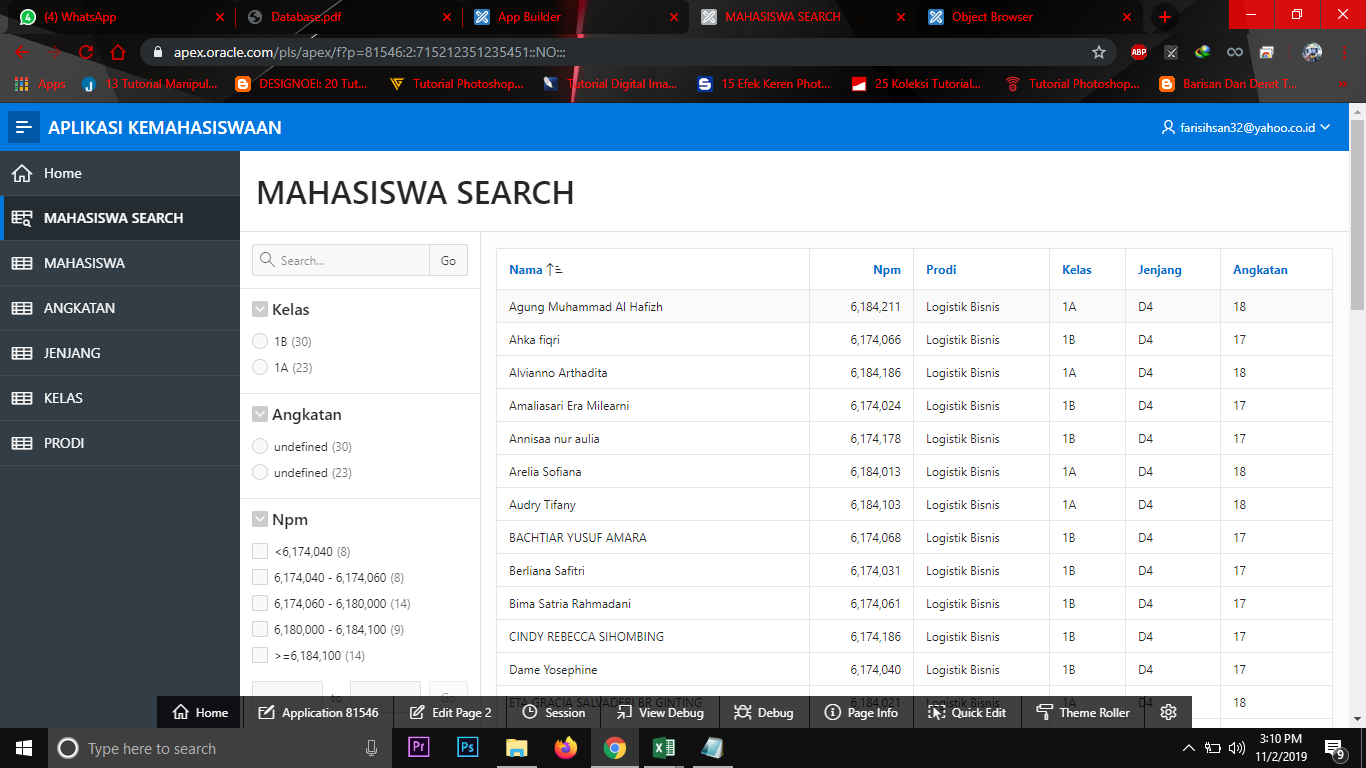 (4) WhatsApp
Database.pdf
App Builder
MAHASISWA SEARCH
Object Browser
apex.oracle.com/pls/apex/f?p=81546:2:715212351235451::NO:::
ABP
Apps
13 Tutorial Manipul...
DESIGNOEL: 20 Tut...
Tutorial Photoshop...
Tutorial Digital Ima...
15 Efek Keren Phot...
25 Koleksi Tutorial...
Tutorial Photoshop...
Barisan Dan Deret T...
APLIKASI KEMAHASISWAAN
farisihsan32@yahoo.co.id
Home
MAHASISWA SEARCH
MAHASISWA
ANGKATAN
JENJANG
KELAS
PRODI
MAHASISWA SEARCH
Search... Go
Kelas
1B (30)
1A (23)
Angkatan
undefined (30)
undefined (23)
Npm
<6,174,040 (8)
6,174,040 - 6,174,060 (8)
6,174,060 - 6,180,000 (14)
6,180,000 - 6,184,100 (9)
>=6,184,100 (14)
to Go
Nama Npm Prodi Kelas Jenjang Angkatan
Agung Muhammad Al Hafizh 6,184,211 Logistik Bisnis 1A D4 18
Ahka fiqri 6,174,066 Logistik Bisnis 1B D4 17
Alvianno Arthadita 6,184,186 Logistik Bisnis 1A D4 18
Amaliasari Era Milearni 6,174,024 Logistik Bisnis 1B D4 17
Annisaa nur aulia 6,174,178 Logistik Bisnis 1B D4 17
Arelia Sofiana 6,184,013 Logistik Bisnis 1A D4 18
Audry Tifany 6,184,103 Logistik Bisnis 1A D4 18
BACHTIAR YUSUF AMARA 6,174,068 Logistik Bisnis 1B D4 17
Berliana Safitri 6,174,031 Logistik Bisnis 1B D4 17
Bima Satria Rahmadani 6,174,061 Logistik Bisnis 1B D4 17
CINDY REBECCA SIHOMBING 6,174,186 Logistik Bisnis 1B D4 17
Dame Yosephine 6,174,040 Logistik Bisnis 1B D4 17
ETA GRACIA SALVADERI BR GINTING 6,184,021 Logistik Bisnis 1A D4 18
Home
Application 81546
Edit Page 2
Session
View Debug
Debug
Page Info
Quick Edit
Theme Roller
Type here to search
Pr
Ps
3:10 PM
11/2/2019
9